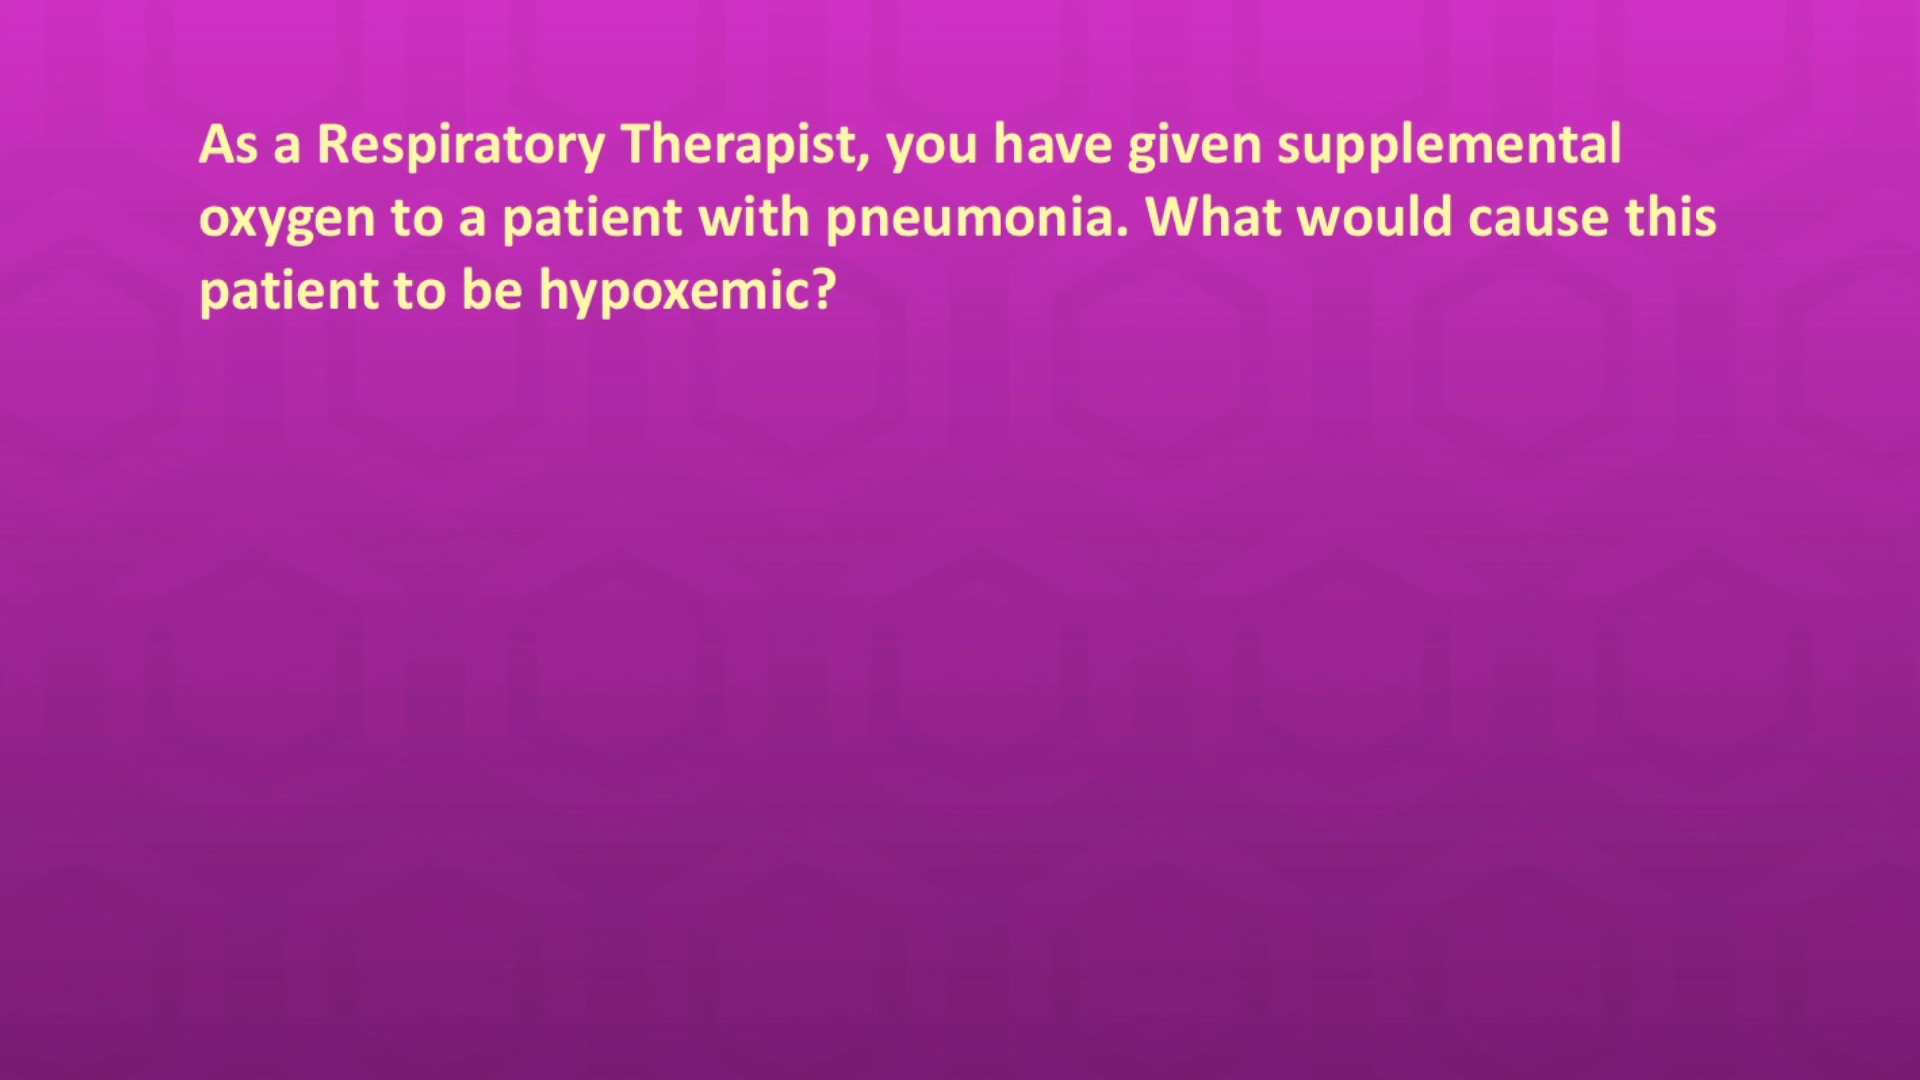 As a Respiratory Therapist, you have given supplemental
oxygen to a patient with pneumonia. What would cause this
patient to be hypoxemic?